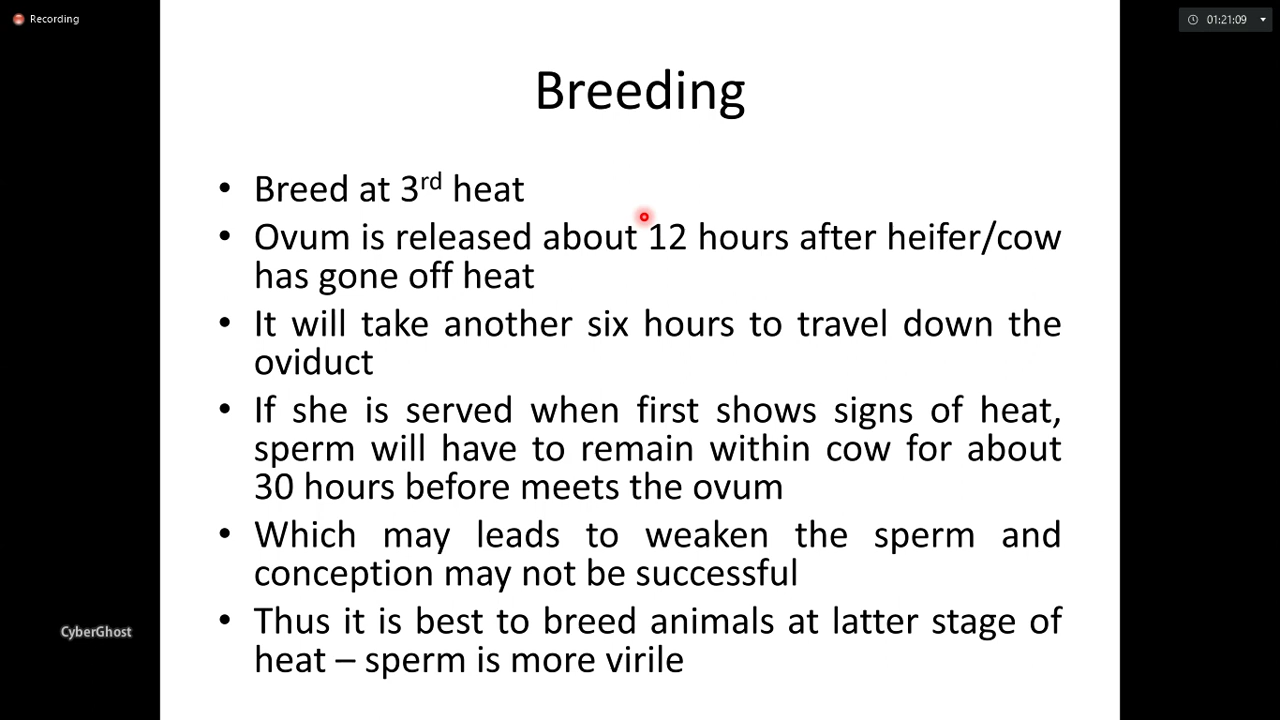 Recording
01:21:09
Breeding
• Breed at 3rd heat
• Ovum is released about 12 hours after heifer/cow
has gone off heat
• It will take another six hours to travel down the
oviduct
• If she is served when first shows signs of heat,
sperm will have to remain within cow for about
30 hours before meets the ovum
• Which may leads to weaken the sperm and
conception may not be successful
• Thus it is best to breed animals at latter stage of
heat – sperm is more virile
CyberGhost